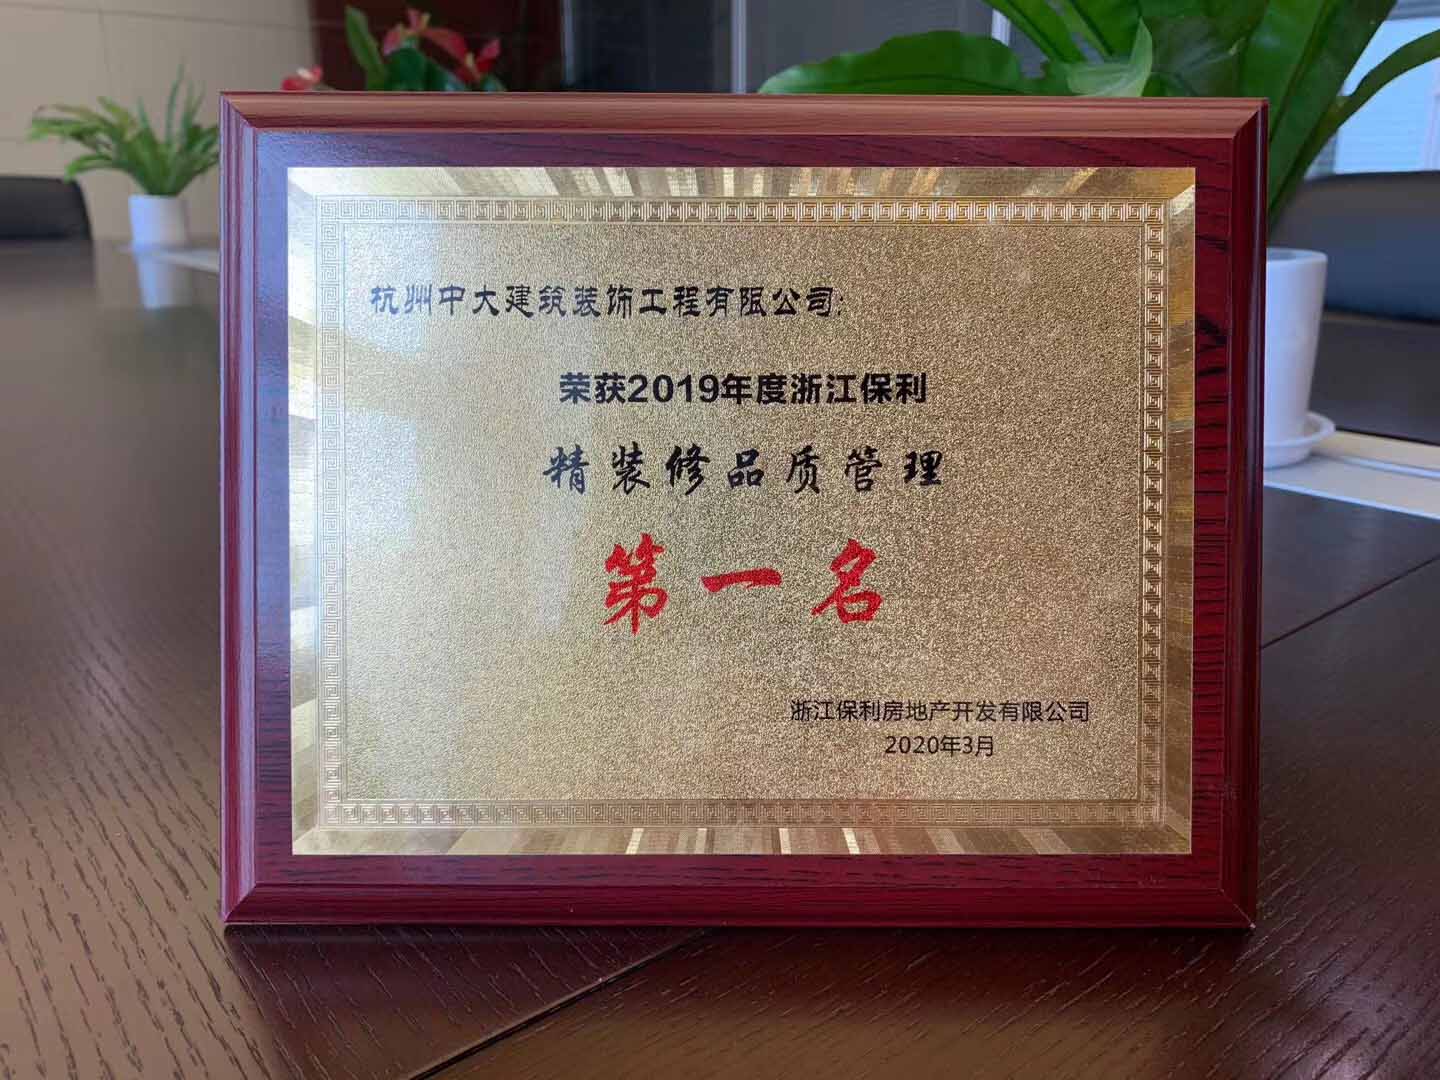 杭州中大建筑装饰工程有限公司:
荣获2019年度浙江保利
精装修品质管理
第一名
浙江保利房地产开发有限公司
2020年3月